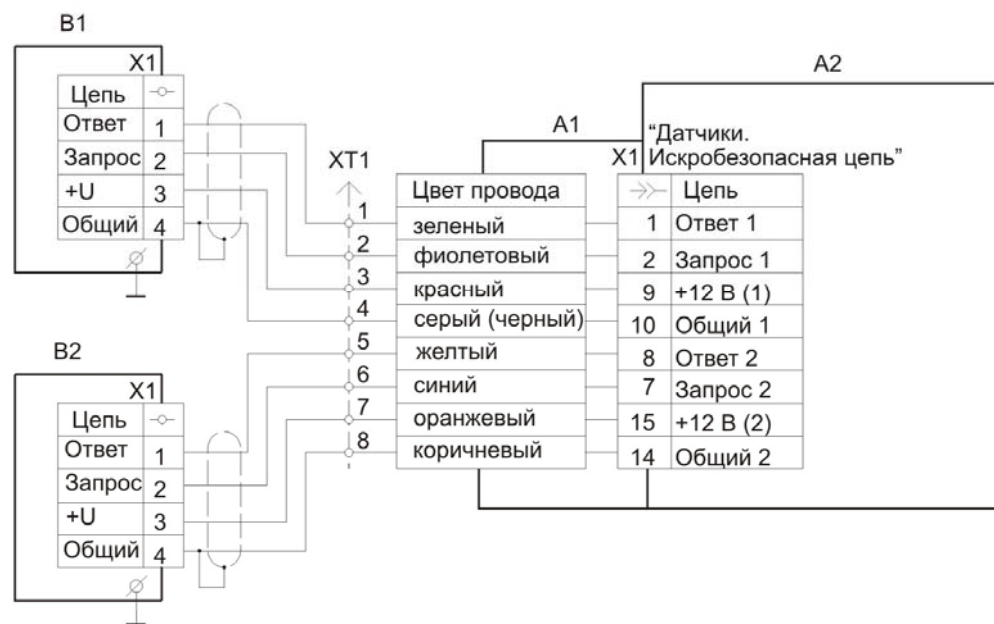 B1
X1
Цепь
Ответ 1
Запрос 2
+U 3
Общий 4
B2
X1
Цепь
Ответ 1
Запрос 2
+U 3
Общий 4
XT1
1
2
3
4
5
6
7
8
A1
Цвет провода
зеленый
фиолетовый
красный
серый (черный)
желтый
синий
оранжевый
коричневый
A2
“Датчики.
X1 Искробезопасная цепь”
Цепь
1 Ответ 1
2 Запрос 1
9 +12 В (1)
10 Общий 1
8 Ответ 2
7 Запрос 2
15 +12 В (2)
14 Общий 2